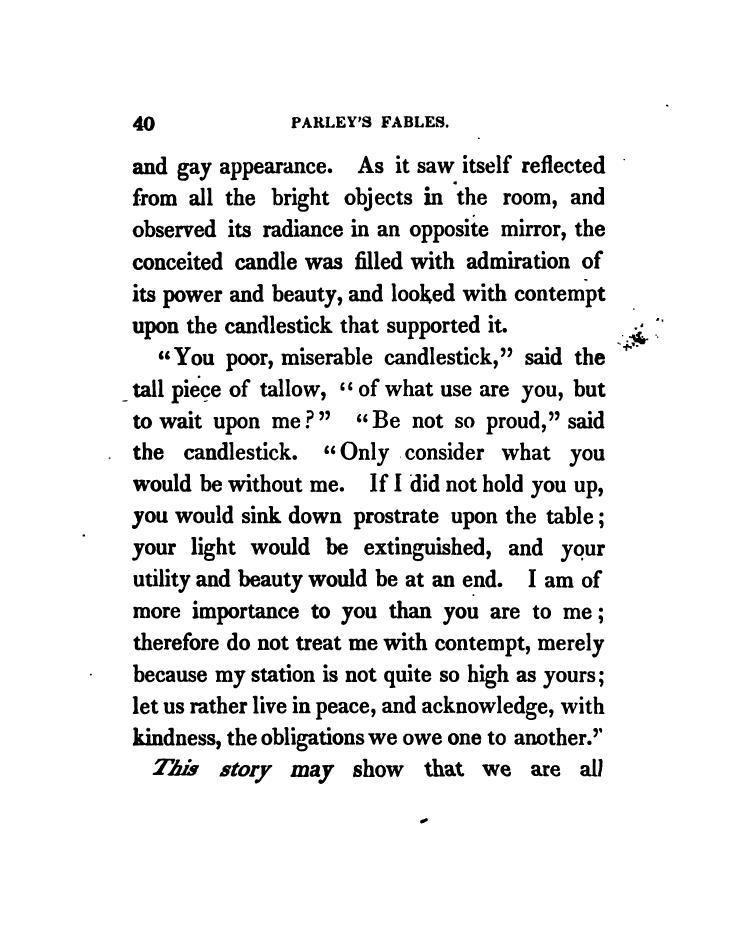 40 PARLEY'S FABLES.
and gay appearance. As it saw itself reflected
from all the bright objects in the room, and
observed its radiance in an opposite mirror, the
conceited candle was filled with admiration of
its power and beauty, and looked with contempt
upon the candlestick that supported it.
"You poor, miserable candlestick," said the
tall piece of tallow, "of what use are you, but
to wait upon me?" "Be not so proud," said
the candlestick. "Only consider what you
would be without me. If I did not hold you up,
you would sink down prostrate upon the table;
your light would be extinguished, and your
utility and beauty would be at an end. I am of
more importance to you than you are to me;
therefore do not treat me with contempt, merely
because my station is not quite so high as yours;
let us rather live in peace, and acknowledge, with
kindness, the obligations we owe one to another."
This story may show that we are all